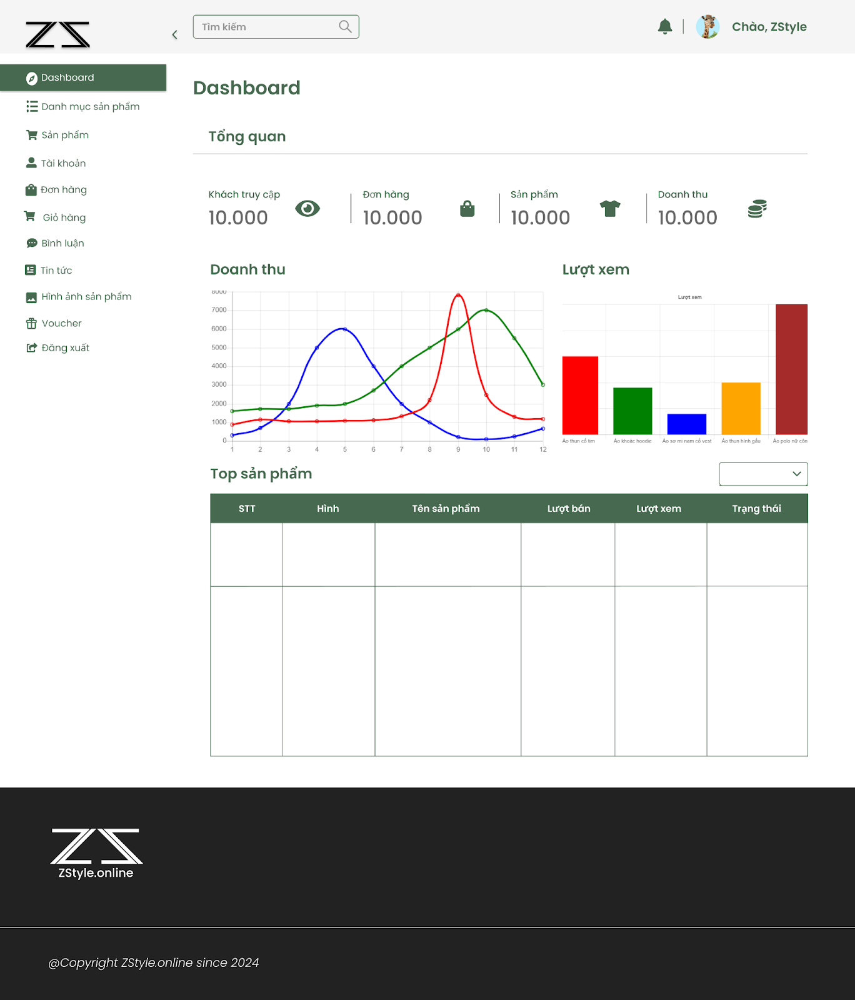 ZS
Tìm kiếm
Chào, ZStyle
Dashboard
Danh mục sản phẩm
Sản phẩm
Tài khoản
Đơn hàng
Giỏ hàng
Bình luận
Tin tức
Hình ảnh sản phẩm
Voucher
Đăng xuất
Dashboard
Tổng quan
Khách truy cập
10.000
Đơn hàng
10.000
Sản phẩm
10.000
Doanh thu
10.000
Doanh thu
8000
7000
6000
5000
4000
3000
2000
1000
0
1 2 3 4 5 6 7 8 9 10 11 12
Lượt xem
Lượt xem
Áo thun cổ tim Áo khoác hoodie Áo sơ mi nam cổ vest Áo thun hình gấu Áo polo nữ côn
Top sản phẩm
STT Hình Tên sản phẩm Lượt bán Lượt xem Trạng thái
ZS
ZStyle.online
@Copyright ZStyle.online since 2024